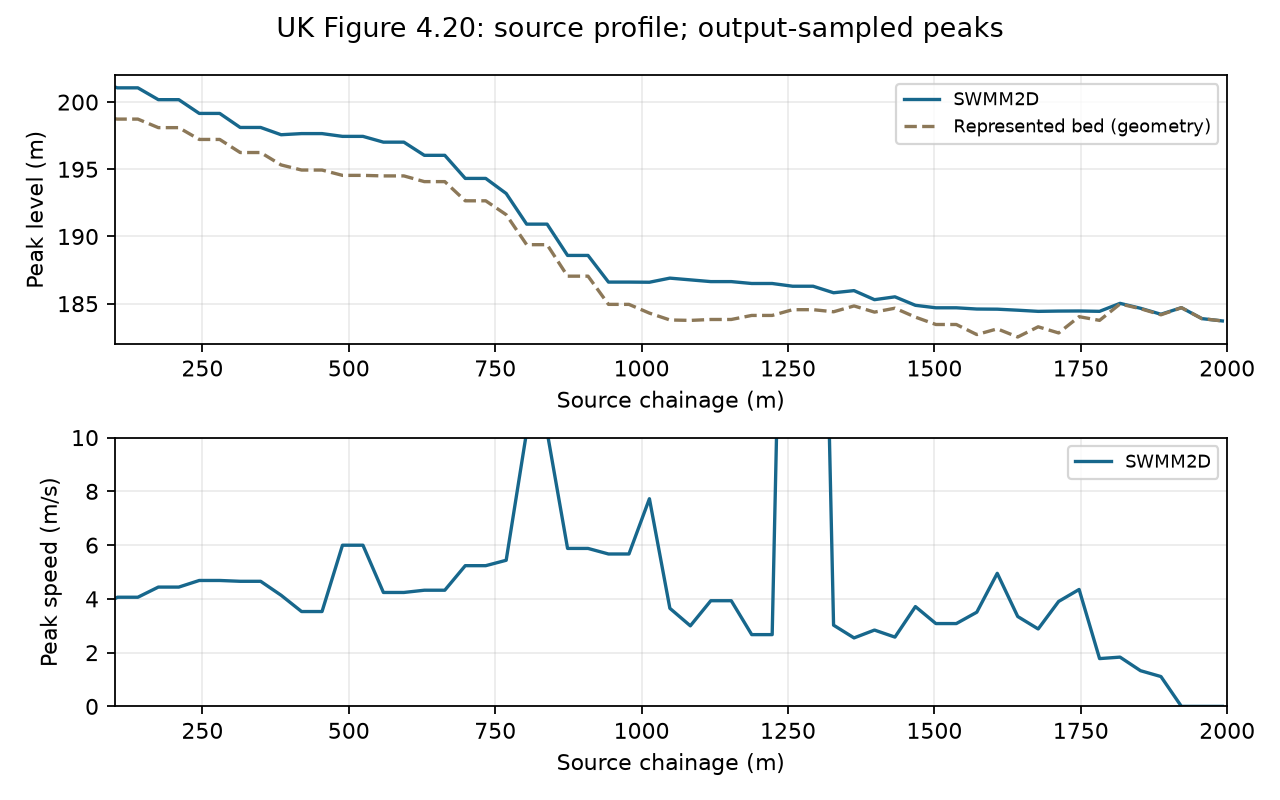 UK Figure 4.20: source profile; output-sampled peaks
Peak level (m)
200
195
190
185
SWMM2D
Represented bed (geometry)
250 500 750 1000 1250 1500 1750 2000
Source chainage (m)
Peak speed (m/s)
10
8
6
4
2
0
SWMM2D
250 500 750 1000 1250 1500 1750 2000
Source chainage (m)